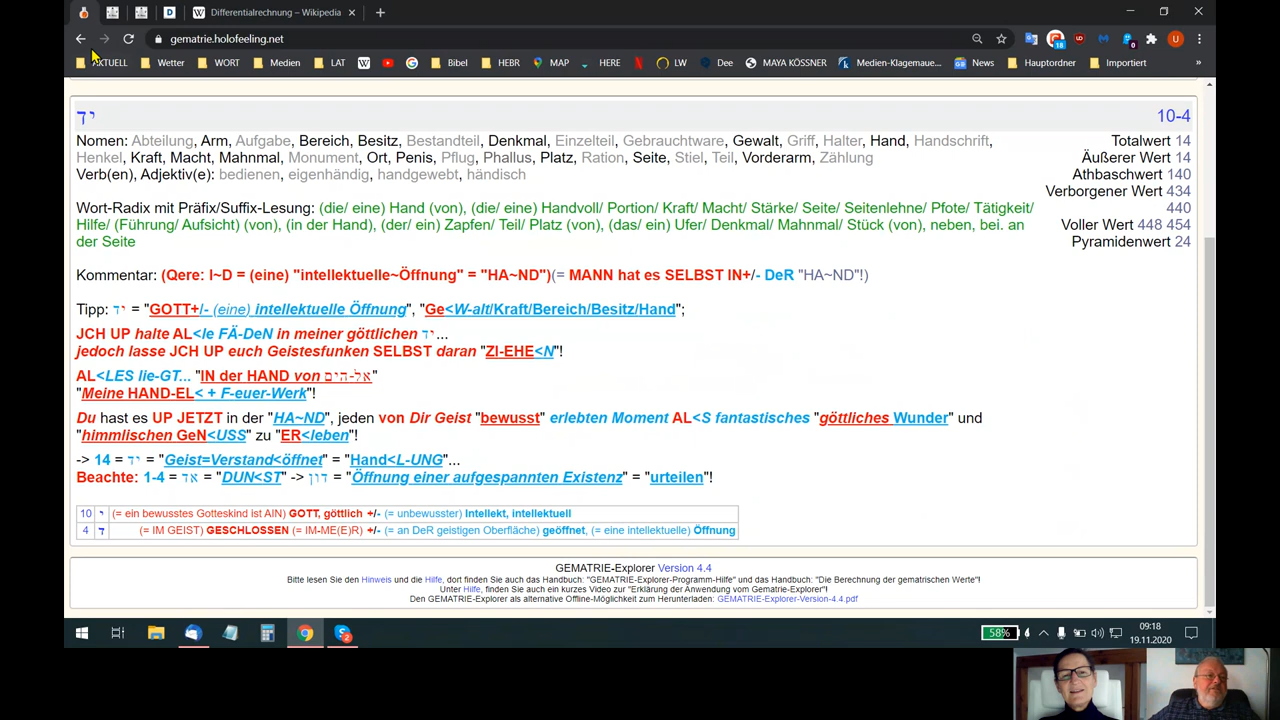 Differentialrechnung – Wikipedia
gematrie.holofeeling.net
AKTUELL Wetter WORT Medien LAT Bibel HEBR MAP HERE LW Dee MAYA KÖSSNER Medien-Klagemaue... News Hauptordner Importiert »
יד 10-4
Nomen: Abteilung, Arm, Aufgabe, Bereich, Besitz, Bestandteil, Denkmal, Einzelteil, Gebrauchtware, Gewalt, Griff, Halter, Hand, Handschrift,
Henkel, Kraft, Macht, Mahnmal, Monument, Ort, Penis, Pflug, Phallus, Platz, Ration, Seite, Stiel, Teil, Vorderarm, Zählung
Verb(en), Adjektiv(e): bedienen, eigenhändig, handgewebt, händisch
Totalwert 14
Äußerer Wert 14
Athbaschwert 140
Verborgener Wert 434
440
Voller Wert 448 454
Pyramidenwert 24
Wort-Radix mit Präfix/Suffix-Lesung: (die/ eine) Hand (von), (die/ eine) Handvoll/ Portion/ Kraft/ Macht/ Stärke/ Seite/ Seitenlehne/ Pfote/ Tätigkeit/
Hilfe/ (Führung/ Aufsicht) (von), (in der Hand), (der/ ein) Zapfen/ Teil/ Platz (von), (das/ ein) Ufer/ Denkmal/ Mahnmal/ Stück (von), neben, bei. an
der Seite
Kommentar: (Qere: I~D = (eine) "intellektuelle~Öffnung" = "HA~ND")(= MANN hat es SELBST IN+/- DeR "HA~ND"!)
Tipp: יד = "GOTT+/- (eine) intellektuelle Öffnung", "Ge<W-alt/Kraft/Bereich/Besitz/Hand";
JCH UP halte AL<le FÄ-DeN in meiner göttlichen יד...
jedoch lasse JCH UP euch Geistesfunken SELBST daran "ZI-EHE<N"!
AL<LES lie-GT... "IN der HAND von אל-הים"
"Meine HAND-EL< + F-euer-Werk"!
Du hast es UP JETZT in der "HA~ND", jeden von Dir Geist "bewusst" erlebten Moment AL<S fantastisches "göttliches Wunder" und
"himmlischen GeN<USS" zu "ER<leben"!
-> 14 = יד = "Geist=Verstand<öffnet" = "Hand<L-UNG"...
Beachte: 1-4 = אד = "DUN<ST" -> דון = "Öffnung einer aufgespannten Existenz" = "urteilen"!
10 י (= ein bewusstes Gotteskind ist AIN) GOTT, göttlich +/- (= unbewusster) Intellekt, intellektuell
4 ד (= IM GEIST) GESCHLOSSEN (= IM-ME(E)R) +/- (= an DeR geistigen Oberfläche) geöffnet, (= eine intellektuelle) Öffnung
GEMATRIE-Explorer Version 4.4
Bitte lesen Sie den Hinweis und die Hilfe, dort finden Sie auch das Handbuch: "GEMATRIE-Explorer-Programm-Hilfe" und das Handbuch: "Die Berechnung der gematrischen Werte"!
Unter Hilfe, finden Sie auch ein kurzes Video zur "Erklärung der Anwendung vom Gematrie-Explorer"!
Den GEMATRIE-Explorer als alternative Offline-Möglichkeit zum Herunterladen: GEMATRIE-Explorer-Version-4.4.pdf
58% 09:18
19.11.2020